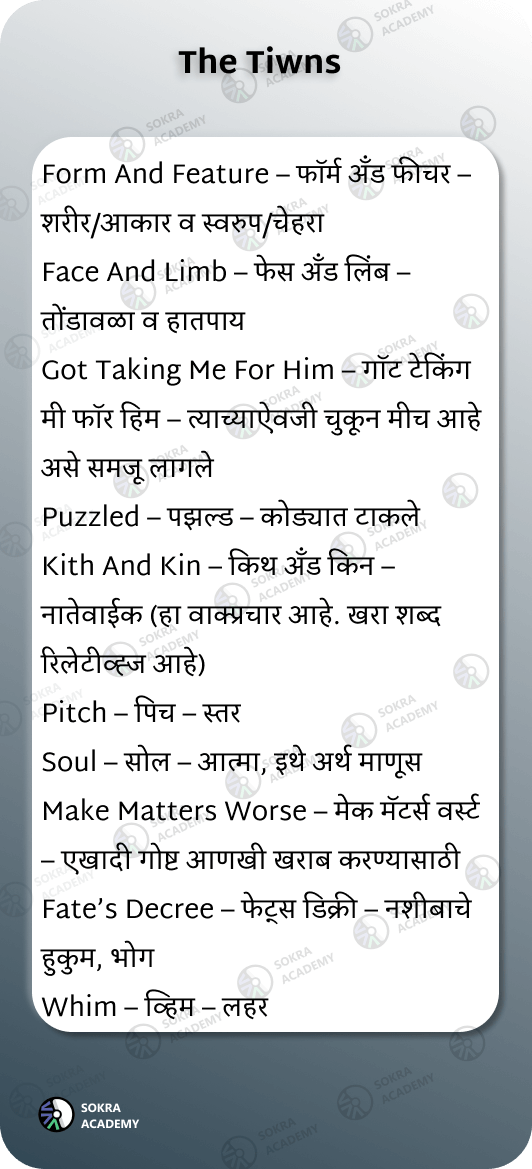 The Tiwns
Form And Feature – फॉर्म अँड फीचर –
शरीर/आकार व स्वरुप/चेहरा
Face And Limb – फेस अँड लिंब –
तोंडावळा व हातपाय
Got Taking Me For Him – गॉट टेकिंग
मी फॉर हिम – त्याच्याऐवजी चुकून मीच आहे
असे समजू लागले
Puzzled – पझल्ड – कोड्यात टाकले
Kith And Kin – किथ अँड किन –
नातेवाईक (हा वाक्प्रचार आहे. खरा शब्द
रिलेटीव्ह्ज आहे)
Pitch – पिच – स्तर
Soul – सोल – आत्मा, इथे अर्थ माणूस
Make Matters Worse – मेक मॅटर्स वर्स्ट
– एखादी गोष्ट आणखी खराब करण्यासाठी
Fate’s Decree – फेट्स डिक्री – नशीबाचे
हुकुम, भोग
Whim – व्हिम – लहर
SOKRA
ACADEMY